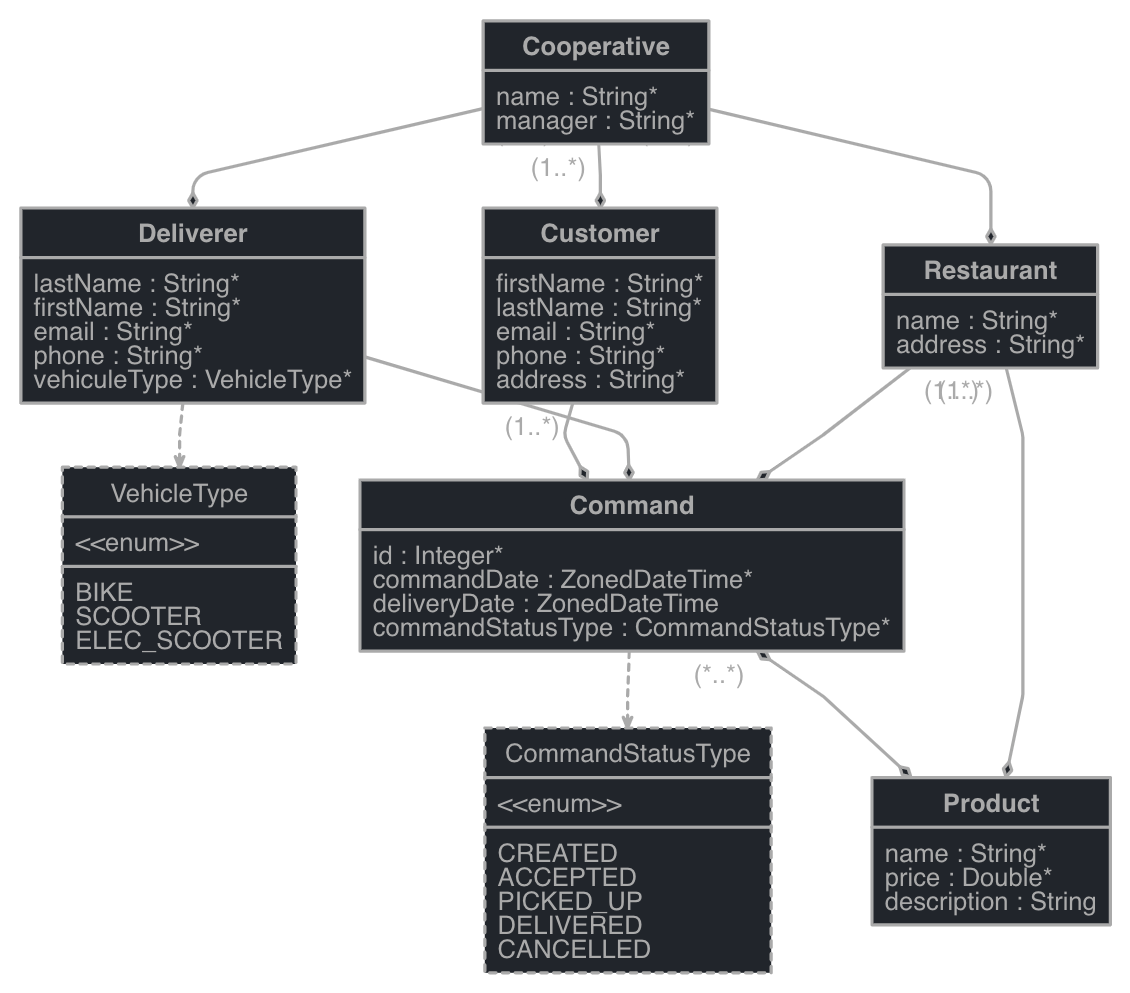 Cooperative
name : String*
manager : String*
(1..*)
Deliverer
lastName : String*
firstName : String*
email : String*
phone : String*
vehiculeType : VehicleType*
Customer
firstName : String*
lastName : String*
email : String*
phone : String*
address : String*
Restaurant
name : String*
address : String*
(1..*)
(1..*)
(1..*)
VehicleType
<<enum>>
BIKE
SCOOTER
ELEC_SCOOTER
Command
id : Integer*
commandDate : ZonedDateTime*
deliveryDate : ZonedDateTime
commandStatusType : CommandStatusType*
(*..*)
CommandStatusType
<<enum>>
CREATED
ACCEPTED
PICKED_UP
DELIVERED
CANCELLED
Product
name : String*
price : Double*
description : String